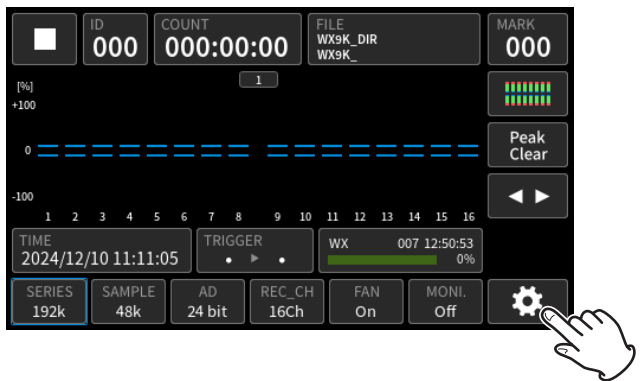 ID
000
COUNT
000:00:00
FILE
WX9K_DIR
WX9K_
MARK
000
[%]
+100
0
-100
1
1 2 3 4 5 6 7 8 9 10 11 12 13 14 15 16
Peak
Clear
TIME
2024/12/10 11:11:05
TRIGGER
WX 007 12:50:53
0%
SERIES
192k
SAMPLE
48k
AD
24 bit
REC_CH
16Ch
FAN
On
MONI.
Off